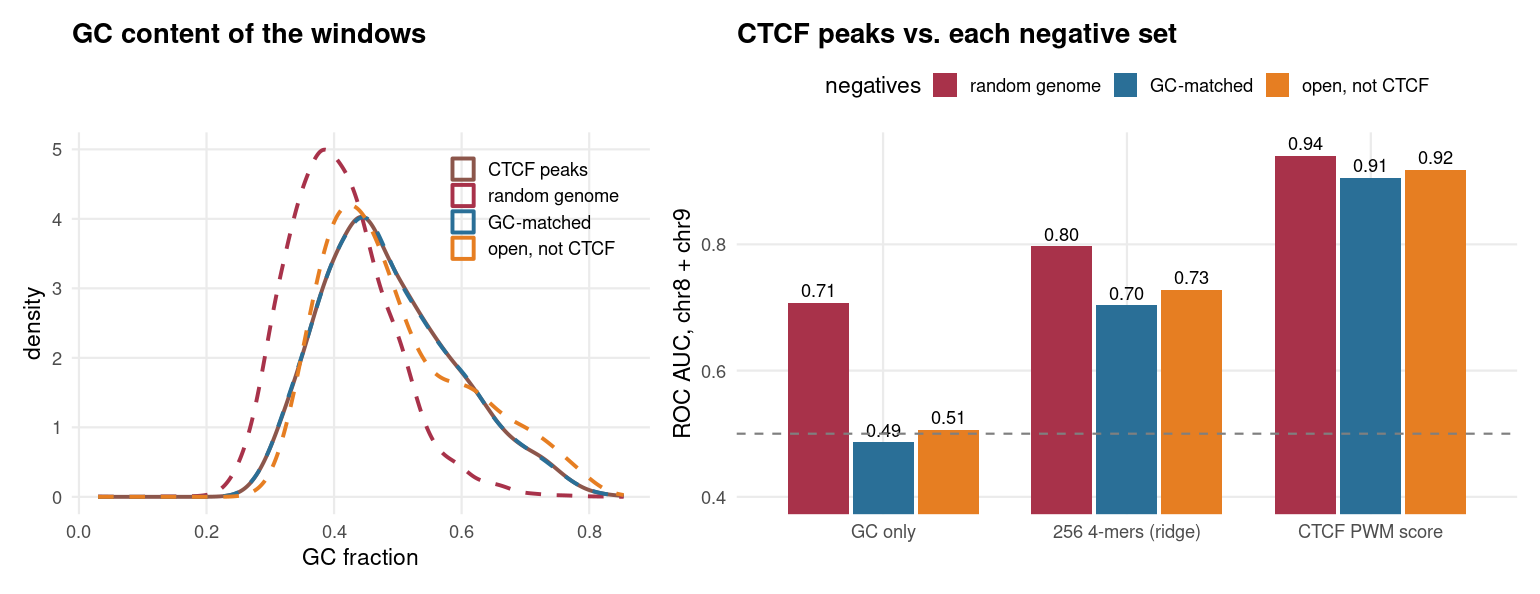 GC content of the windows
5
4
3
2
1
0
density
0.0 0.2 0.4 0.6 0.8
GC fraction
CTCF peaks
random genome
GC-matched
open, not CTCF
CTCF peaks vs. each negative set
negatives random genome GC-matched open, not CTCF
ROC AUC, chr8 + chr9
0.8
0.6
0.4
0.71 0.49 0.51
0.80 0.70 0.73
0.94 0.91 0.92
GC only 256 4-mers (ridge) CTCF PWM score